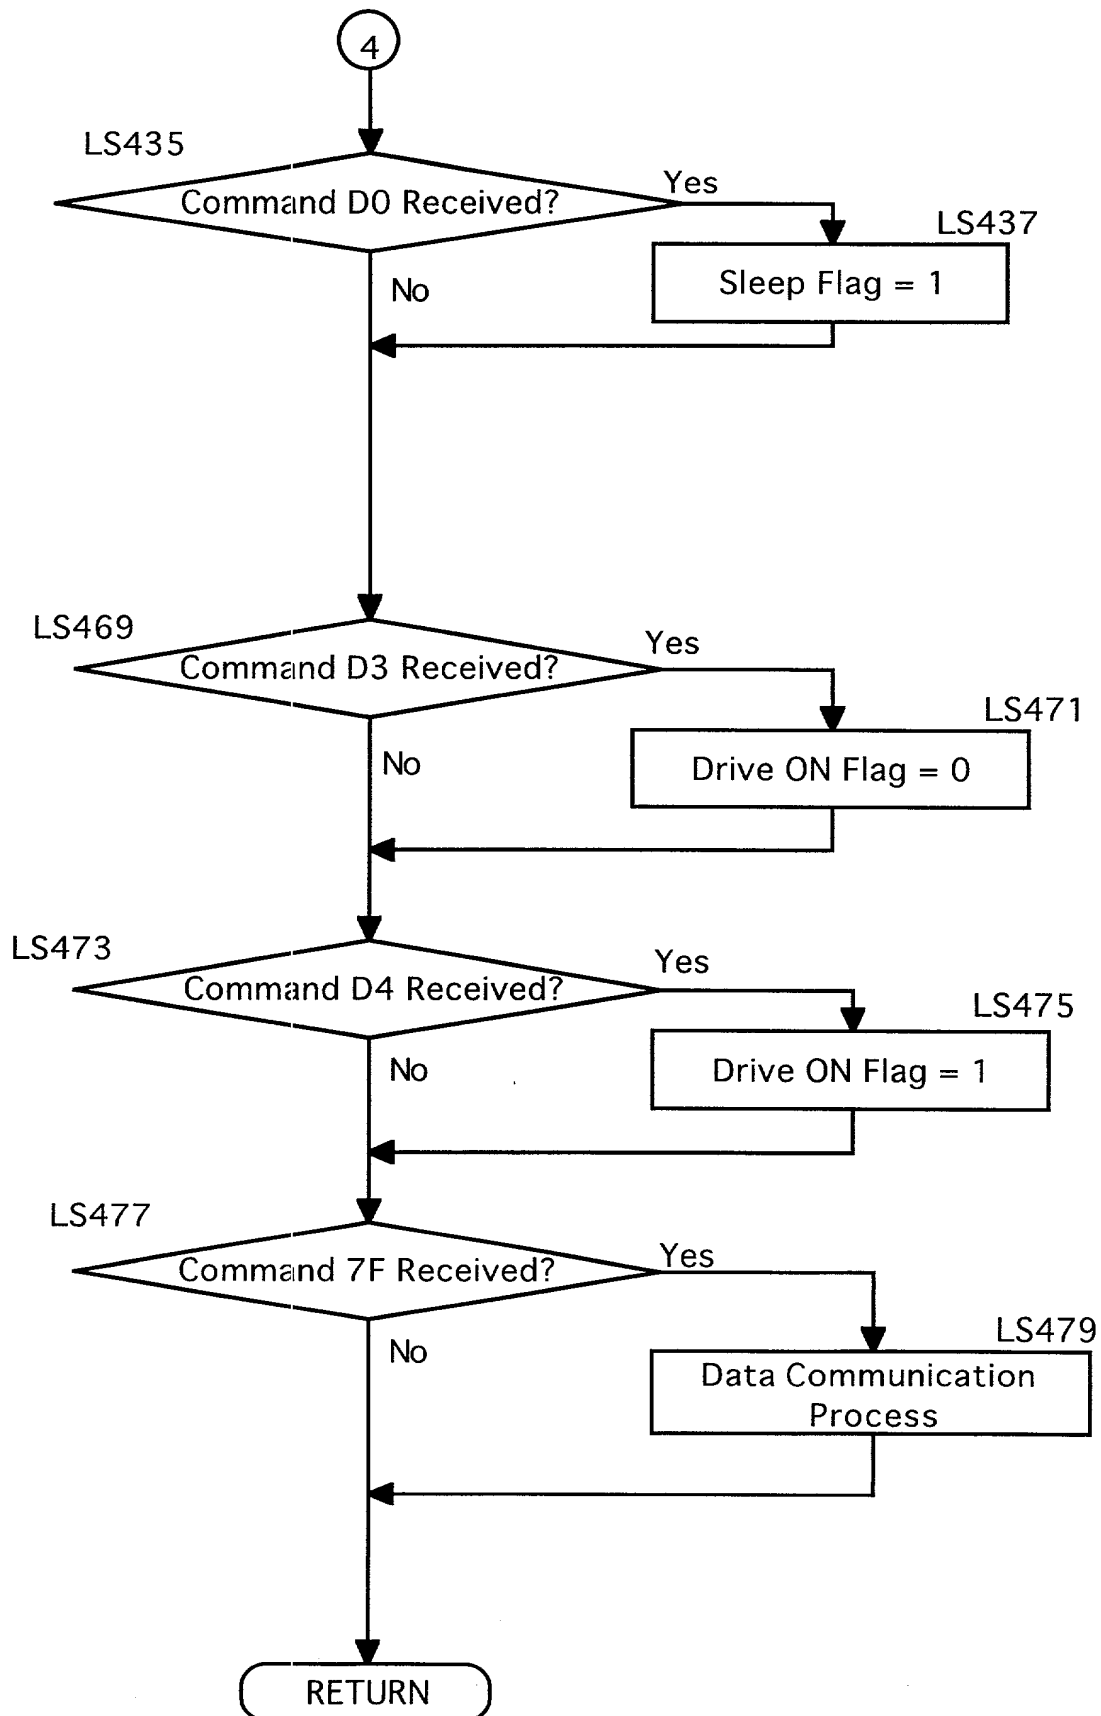 4
LS435
Command D0 Received?
Yes
LS437
Sleep Flag = 1
No
LS469
Command D3 Received?
Yes
LS471
Drive ON Flag = 0
No
LS473
Command D4 Received?
Yes
LS475
Drive ON Flag = 1
No
LS477
Command 7F Received?
Yes
LS479
Data Communication
Process
No
RETURN